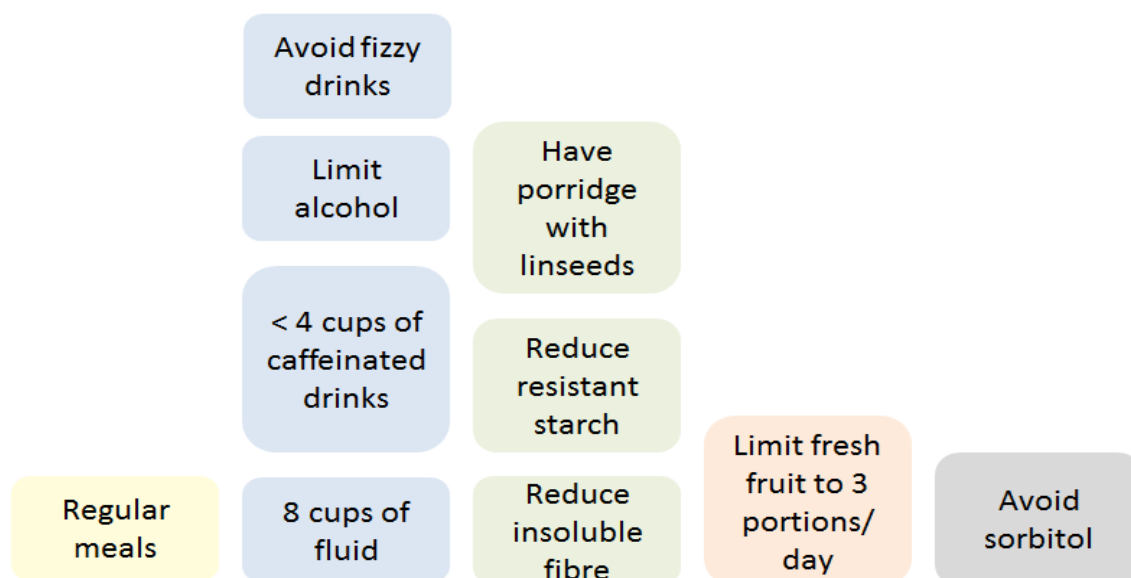 Avoid fizzy
drinks
Limit
alcohol
< 4 cups of
caffeinated
drinks
8 cups of
fluid
Have
porridge
with
linseeds
Reduce
resistant
starch
Reduce
insoluble
fibre
Regular
meals
Limit fresh
fruit to 3
portions/
day
Avoid
sorbitol